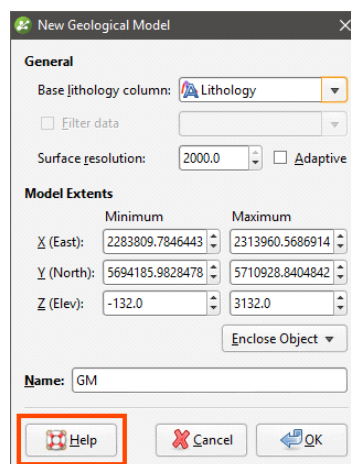 New Geological Model
General
Base lithology column: Lithology
Filter data
Surface resolution: 2000.0 Adaptive
Model Extents
Minimum Maximum
X (East): 2283809.7846443 2313960.5686914
Y (North): 5694185.9828478 5710928.8404842
Z (Elev): -132.0 3132.0
Enclose Object
Name: GM
Help Cancel OK